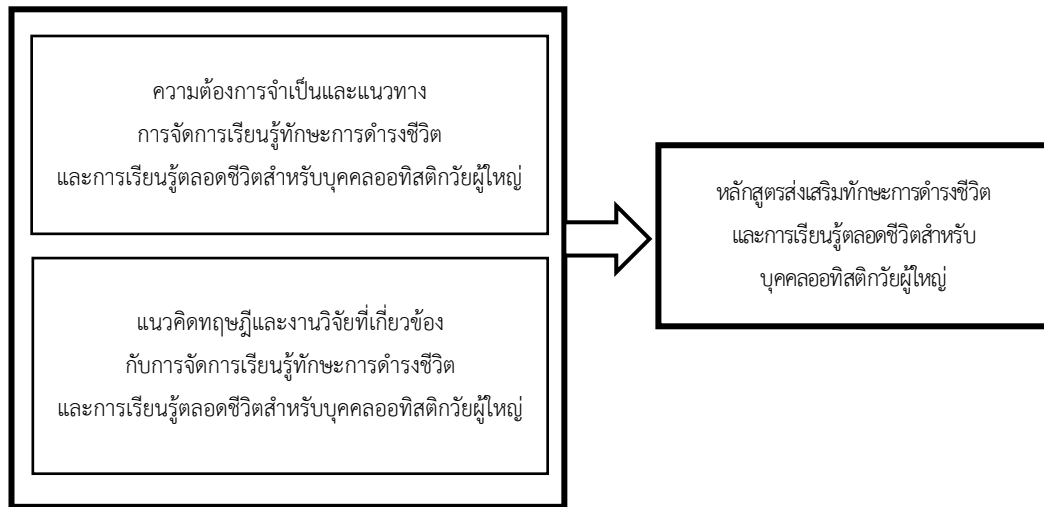 ความต้องการจำเป็นและแนวทาง
การจัดการเรียนรู้ทักษะการดำรงชีวิต
และการเรียนรู้ตลอดชีวิตสำหรับบุคคลออทิสติกวัยผู้ใหญ่
แนวคิดทฤษฎีและงานวิจัยที่เกี่ยวข้อง
กับการจัดการเรียนรู้ทักษะการดำรงชีวิต
และการเรียนรู้ตลอดชีวิตสำหรับบุคคลออทิสติกวัยผู้ใหญ่
หลักสูตรส่งเสริมทักษะการดำรงชีวิต
และการเรียนรู้ตลอดชีวิตสำหรับ
บุคคลออทิสติกวัยผู้ใหญ่